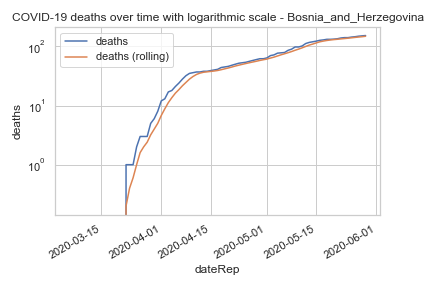 COVID-19 deaths over time with logarithmic scale - Bosnia_and_Herzegovina
deaths
deaths (rolling)
10²
10¹
10⁰
deaths
2020-03-15
2020-04-01
2020-04-15
2020-05-01
2020-05-15
2020-06-01
dateRep